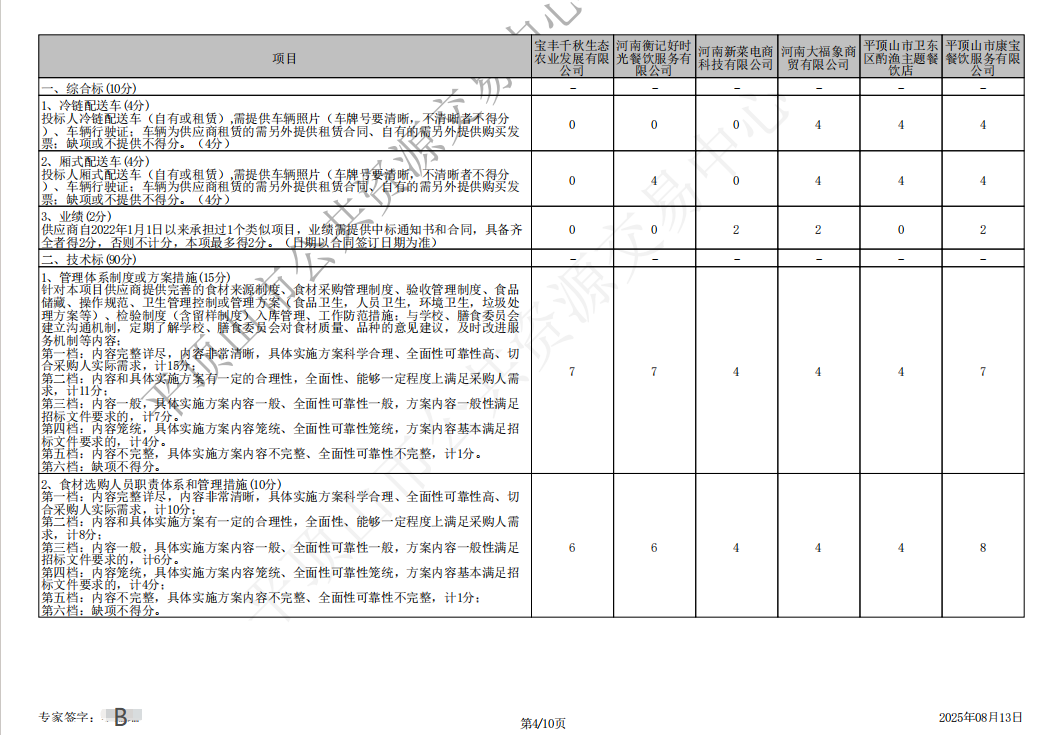 项目
宝丰千秋生态
农业发展有限
公司
河南衡记好时
光餐饮服务有
限公司
河南新菜电商
科技有限公司
河南大福象商
贸有限公司
平顶山市卫东
区酌渔主题餐
饮店
平顶山市康宝
餐饮服务有限
公司
一、综合标(10分) – – – – – –
1、冷链配送车(4分)
投标人冷链配送车（自有或租赁）,需提供车辆照片（车牌号要清晰，不清晰者不得分
）、车辆行驶证；车辆为供应商租赁的需另外提供租赁合同、自有的需另外提供购买发
票；缺项或不提供不得分。（4分）
0 0 0 4 4 4
2、厢式配送车(4分)
投标人厢式配送车（自有或租赁）,需提供车辆照片（车牌号要清晰，不清晰者不得分
）、车辆行驶证；车辆为供应商租赁的需另外提供租赁合同、自有的需另外提供购买发
票；缺项或不提供不得分。（4分）
0 4 0 4 4 4
3、业绩(2分)
供应商自2022年1月1日以来承担过1个类似项目，业绩需提供中标通知书和合同，具备齐
全者得2分，否则不计分，本项最多得2分。（日期以合同签订日期为准）
0 0 2 2 0 2
二、技术标(90分) – – – – – –
1、管理体系制度或方案措施(15分)
针对本项目供应商提供完善的食材来源制度、食材采购管理制度、验收管理制度、食品
储藏、操作规范、卫生管理控制或管理方案（食品卫生，人员卫生，环境卫生，垃圾处
理方案等）、检验制度（含留样制度）入库管理、工作防范措施；与学校、膳食委员会
建立沟通机制，定期了解学校、膳食委员会对食材质量、品种的意见建议，及时改进服
务机制等内容；
第一档：内容完整详尽，内容非常清晰，具体实施方案科学合理、全面性可靠性高、切
合采购人实际需求，计15分；
第二档：内容和具体实施方案有一定的合理性，全面性、能够一定程度上满足采购人需
求，计11分；
第三档：内容一般，具体实施方案内容一般、全面性可靠性一般，方案内容一般性满足
招标文件要求的，计7分。
第四档：内容笼统，具体实施方案内容笼统、全面性可靠性笼统，方案内容基本满足招
标文件要求的，计4分。
第五档：内容不完整，具体实施方案内容不完整、全面性可靠性不完整，计1分。
第六档：缺项不得分。
7 7 4 4 4 7
2、食材选购人员职责体系和管理措施(10分)
第一档：内容完整详尽，内容非常清晰，具体实施方案科学合理、全面性可靠性高、切
合采购人实际需求，计10分；
第二档：内容和具体实施方案有一定的合理性，全面性、能够一定程度上满足采购人需
求，计8分；
第三档：内容一般，具体实施方案内容一般、全面性可靠性一般，方案内容一般性满足
招标文件要求的，计6分。
第四档：内容笼统，具体实施方案内容笼统、全面性可靠性笼统，方案内容基本满足招
标文件要求的，计4分；
第五档：内容不完整，具体实施方案内容不完整、全面性可靠性不完整，计1分；
第六档：缺项不得分。
6 6 4 4 4 8
平顶山市公共资源交易中心
平顶山市公共资源交易中心
专家签字： B
第4/10页
2025年08月13日